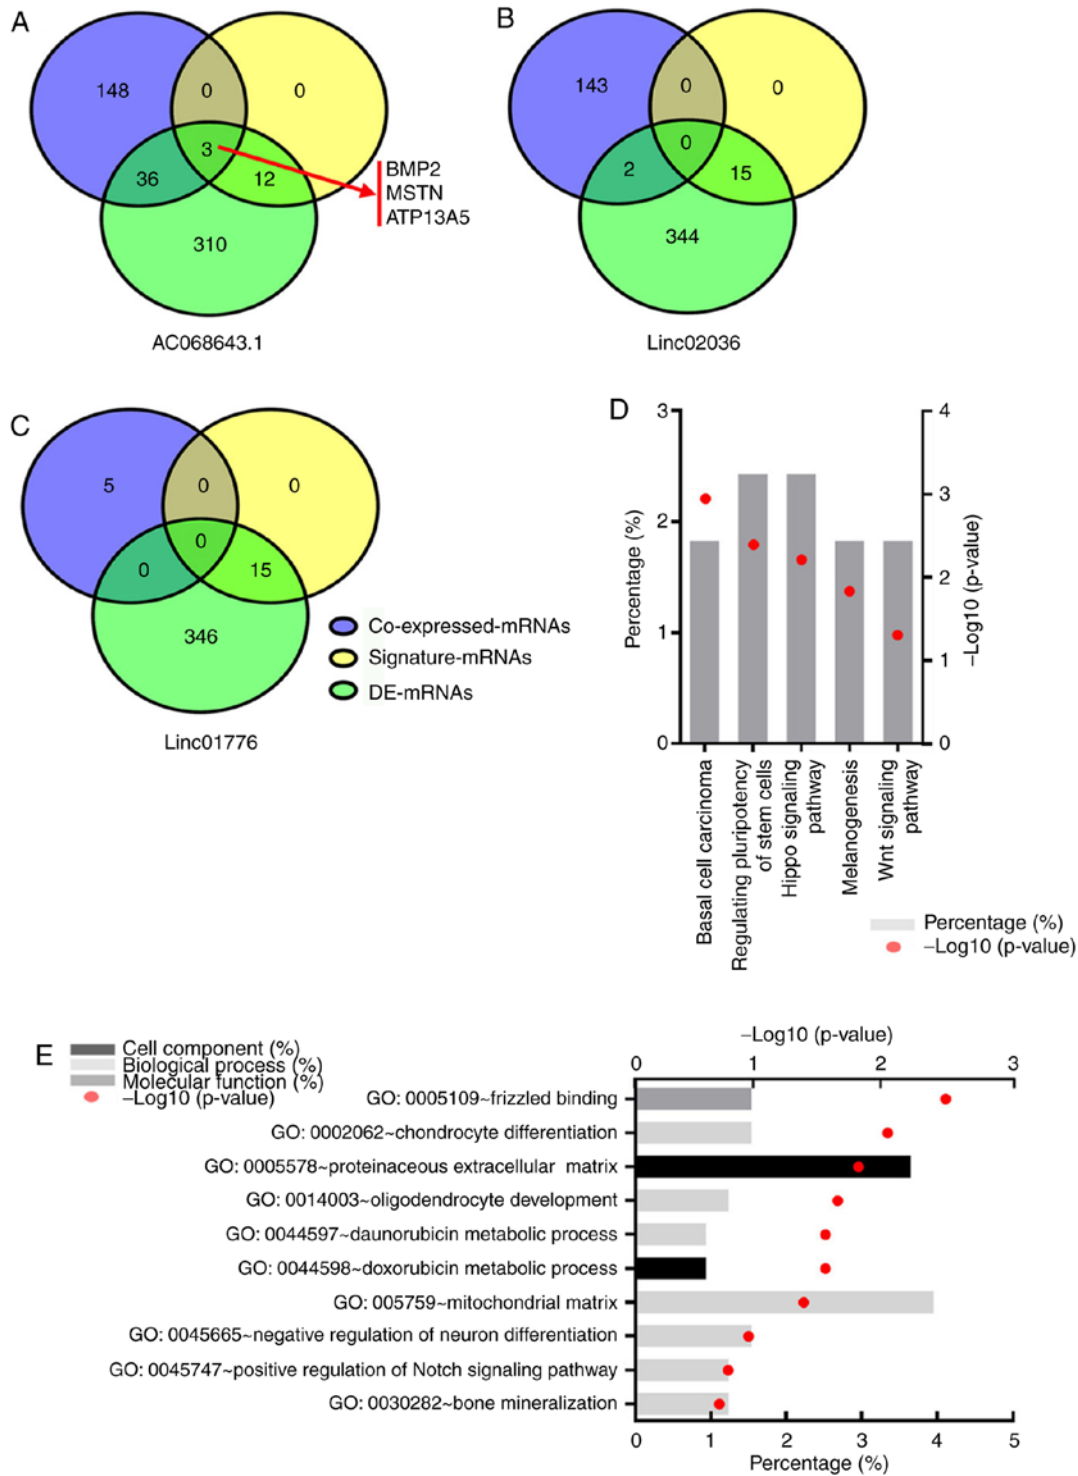 A
148
0
0
3
36
12
310
BMP2
MSTN
ATP13A5
AC068643.1
B
143
0
0
0
2
15
344
Linc02036
C
5
0
0
0
0
15
346
Linc01776
Co-expressed-mRNAs
Signature-mRNAs
DE-mRNAs
D
3
2
1
0
Percentage (%)
4
3
2
1
0
−Log10 (p-value)
Basal cell carcinoma
Regulating pluripotency
of stem cells
Hippo signaling
pathway
Melanogenesis
Wnt signaling
pathway
Percentage (%)
−Log10 (p-value)
E
Cell component (%)
Biological process (%)
Molecular function (%)
−Log10 (p-value)
−Log10 (p-value)
0 1 2 3
GO: 0005109~frizzled binding
GO: 0002062~chondrocyte differentiation
GO: 0005578~proteinaceous extracellular matrix
GO: 0014003~oligodendrocyte development
GO: 0044597~daunorubicin metabolic process
GO: 0044598~doxorubicin metabolic process
GO: 005759~mitochondrial matrix
GO: 0045665~negative regulation of neuron differentiation
GO: 0045747~positive regulation of Notch signaling pathway
GO: 0030282~bone mineralization
0 1 2 3 4 5
Percentage (%)